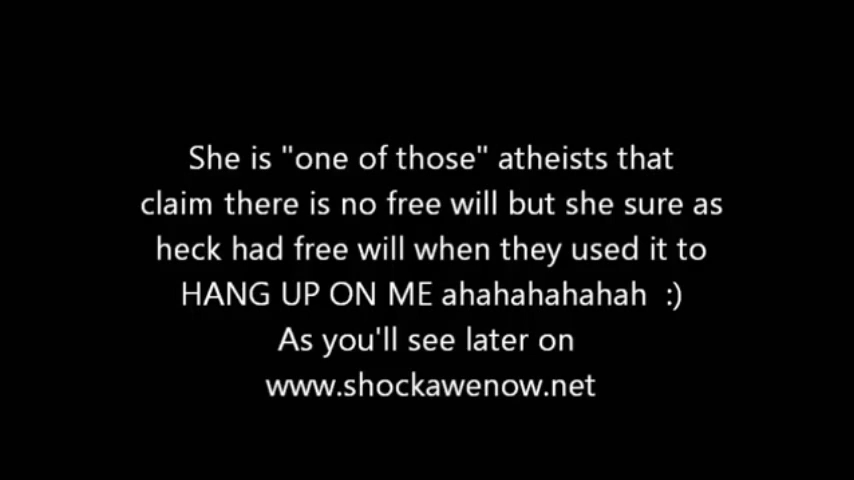 She is "one of those" atheists that
claim there is no free will but she sure as
heck had free will when they used it to
HANG UP ON ME ahahahahahah  :)
As you'll see later on
www.shockawenow.net